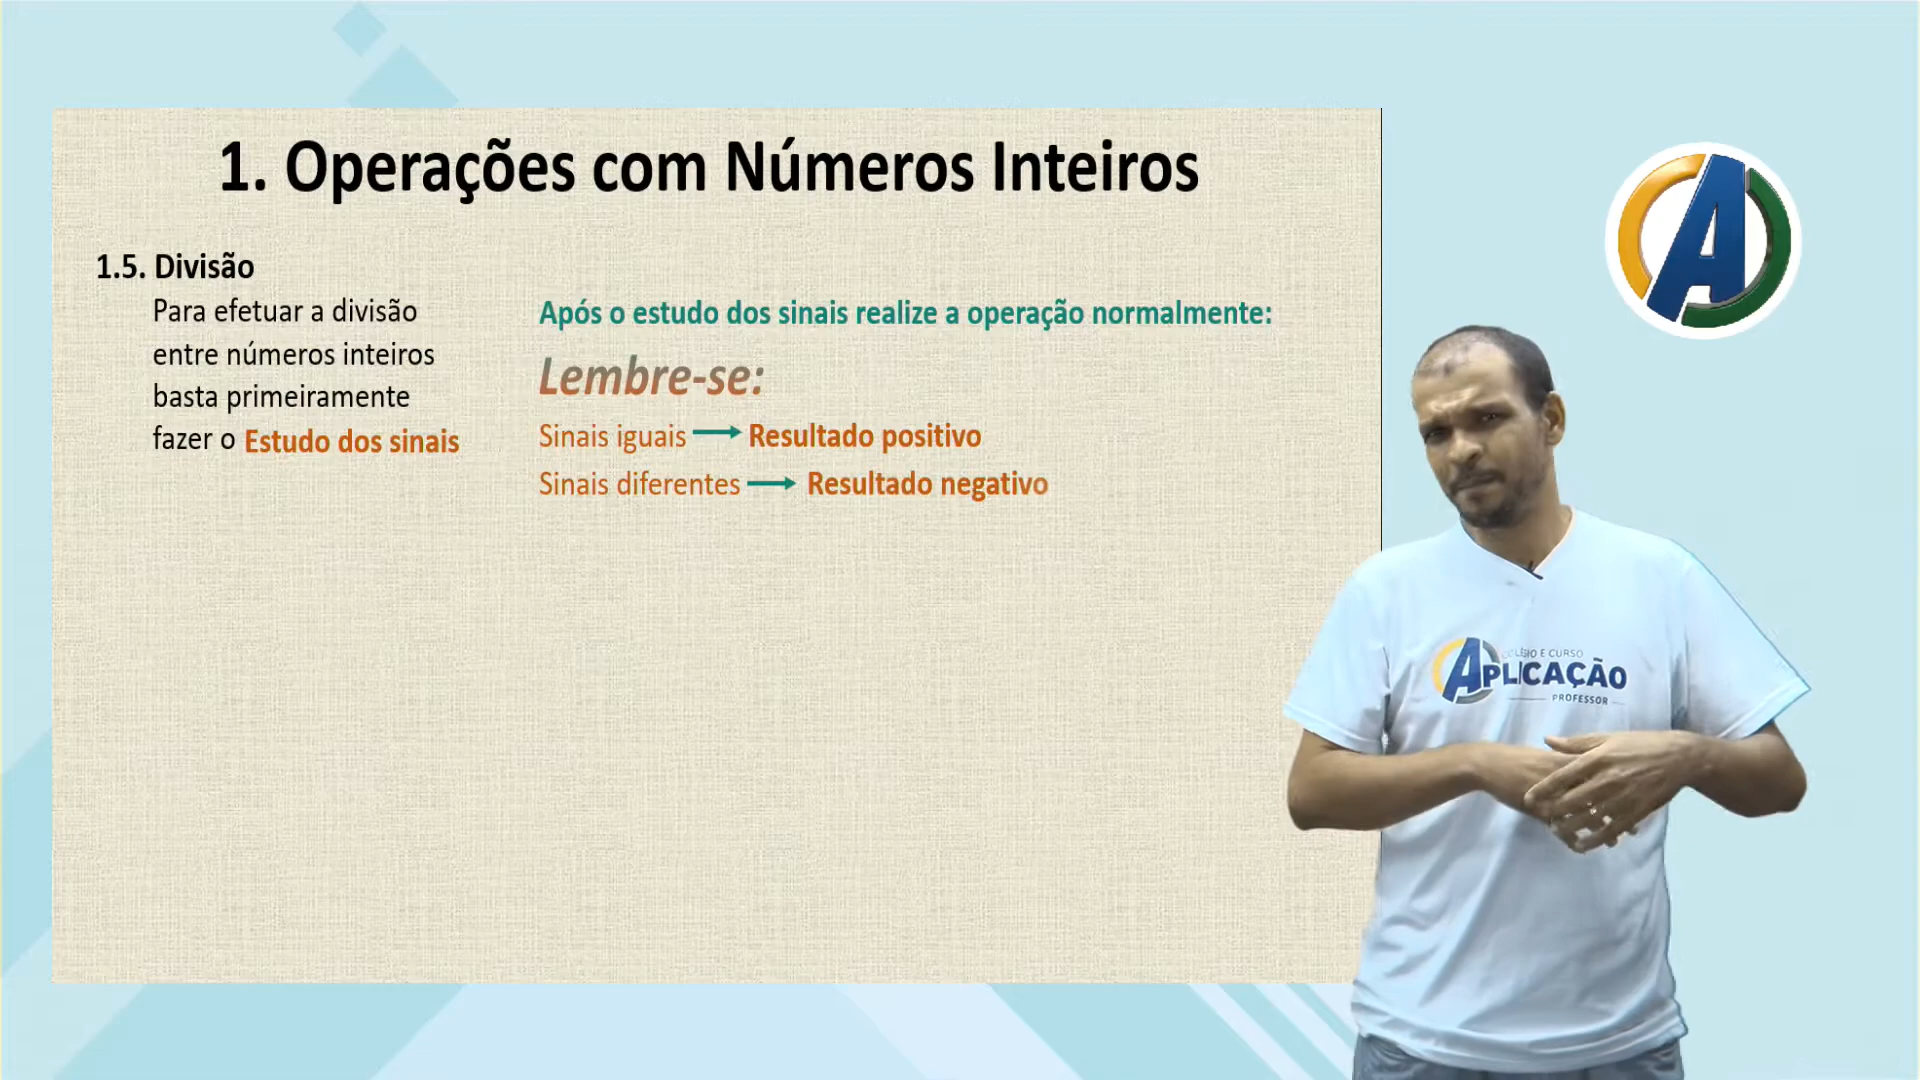 1. Operações com Números Inteiros
1.5. Divisão
Para efetuar a divisão
entre números inteiros
basta primeiramente
fazer o Estudo dos sinais
Após o estudo dos sinais realize a operação normalmente:
Lembre-se:
Sinais iguais → Resultado positivo
Sinais diferentes → Resultado negativo
A
COLÉGIO E CURSO
APLICAÇÃO
PROFESSOR